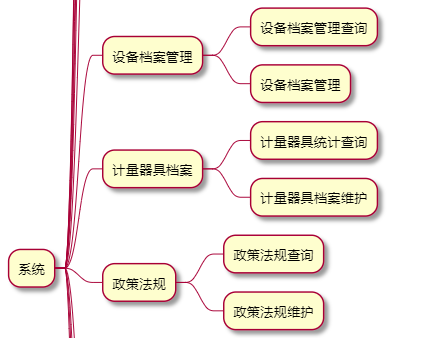 设备档案管理查询
设备档案管理
设备档案管理
计量器具统计查询
计量器具档案
计量器具档案维护
系统
政策法规查询
政策法规
政策法规维护